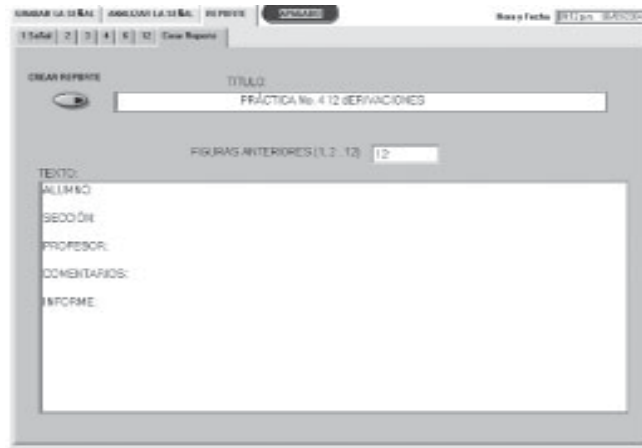 GRABAR LA SEÑAL ANALIZAR LA SEÑAL REPORTE APAGADO Hora y Fecha
1 Señal 2 3 4 6 12 Crear Reporte
CREAR REPORTE
TITULO:
PRÁCTICA No. 4 12 dERIVACIONES
FIGURAS ANTERIORES (1, 2 .. 12) 12
TEXTO:
ALUMNO:
SECCIÓN:
PROFESOR:
COMENTARIOS:
INFORME: